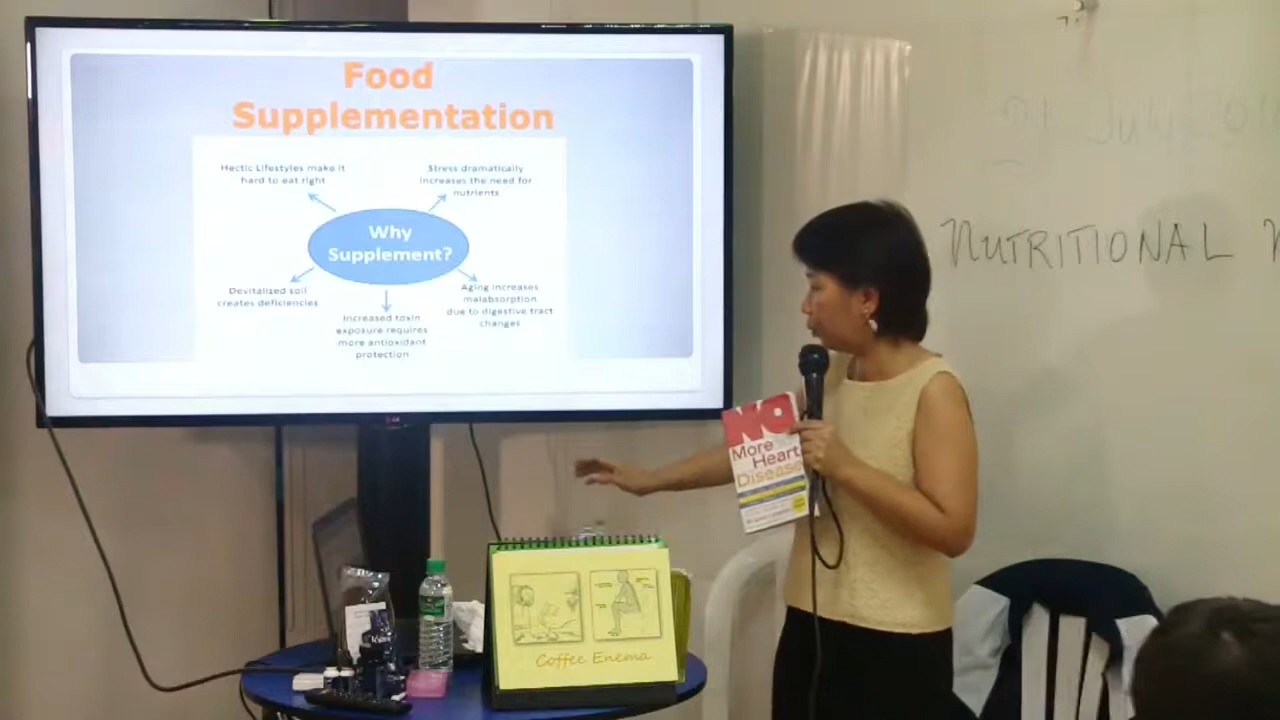 Food
Supplementation
Hectic Lifestyles make it
hard to eat right
Stress dramatically
increases the need for
nutrients
Why
Supplement?
Devitalized soil
creates deficiencies
Increased toxin
exposure requires
more antioxidant
protection
Aging increases
malabsorption
due to digestive tract
changes
21 July
NUTRITIONAL
NO
More
Heart
Disease
Coffee Enema